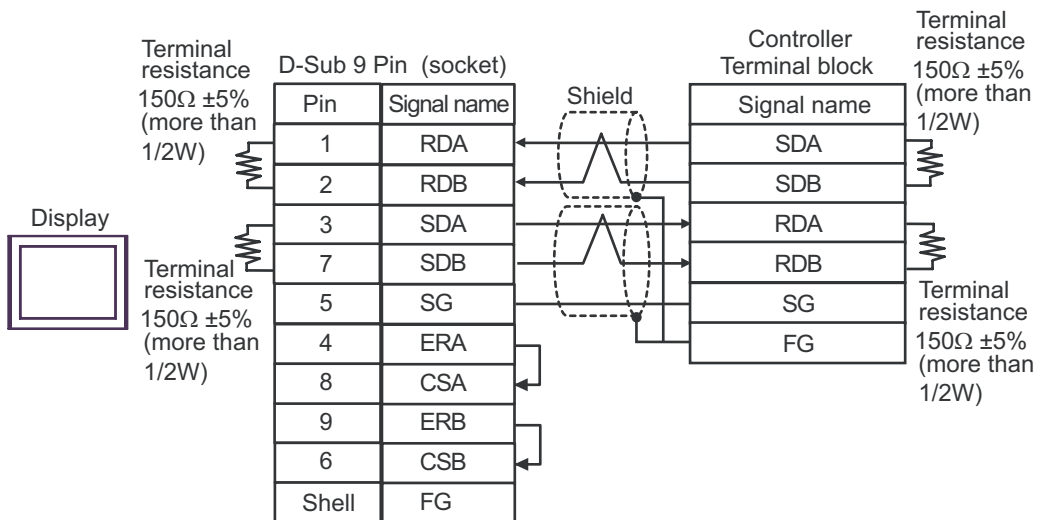 Terminal
resistance
150Ω ±5%
(more than
1/2W)
D-Sub 9 Pin (socket)
Shield
Controller
Terminal block
Terminal
resistance
150Ω ±5%
(more than
1/2W)
Pin Signal name
1 RDA
2 RDB
3 SDA
7 SDB
5 SG
4 ERA
8 CSA
9 ERB
6 CSB
Shell FG
Signal name
SDA
SDB
RDA
RDB
SG
FG
Display
Terminal
resistance
150Ω ±5%
(more than
1/2W)
Terminal
resistance
150Ω ±5%
(more than
1/2W)